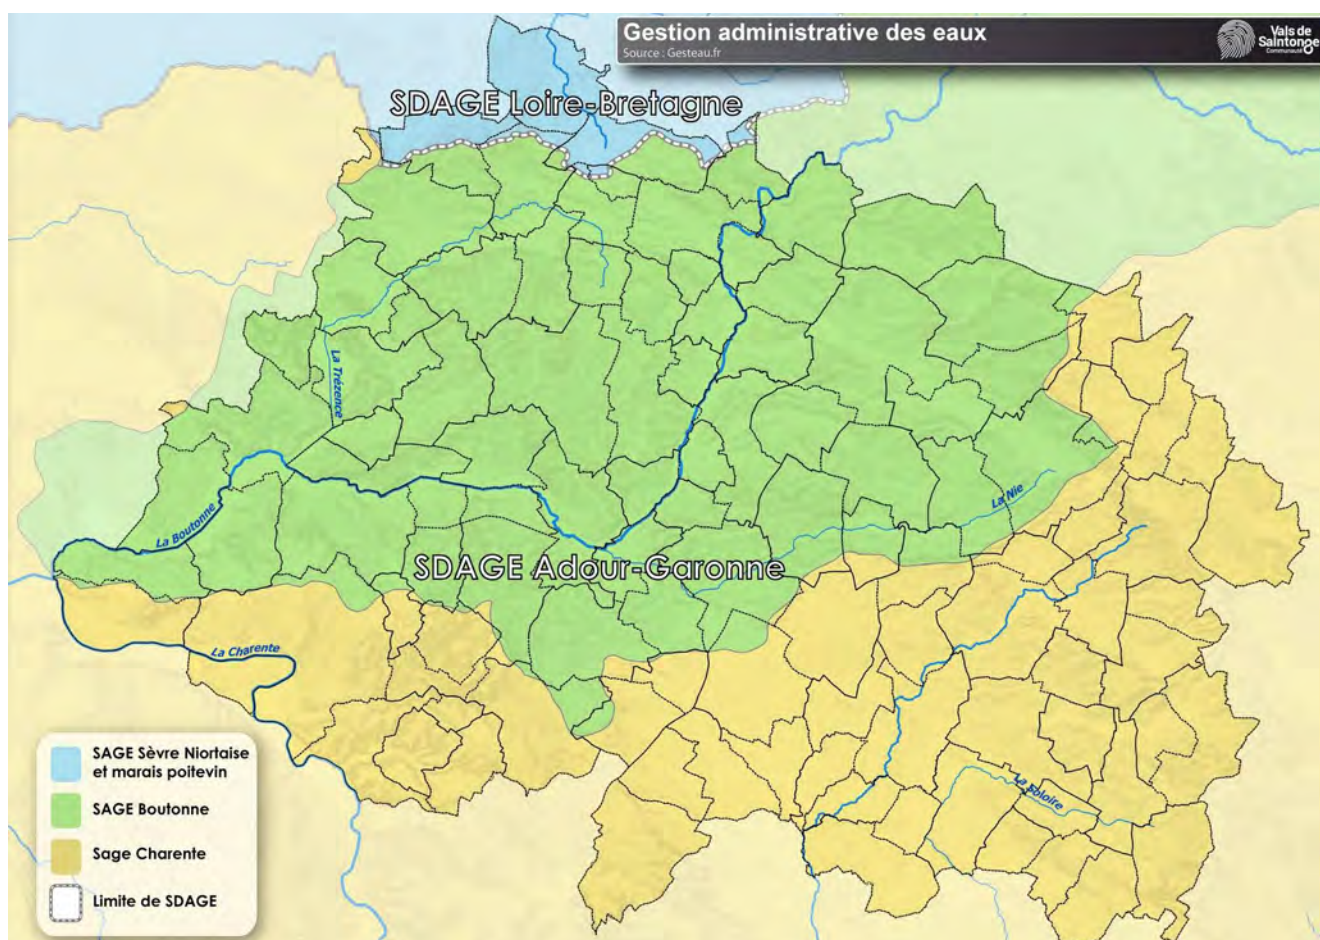 Gestion administrative des eaux
Source : Gesteau.fr
Vals de
Saintonge
Communauté
SDAGE Loire-Bretagne
La Trézence
La Boutonne
La Nie
SDAGE Adour-Garonne
La Charente
La Soloire
SAGE Sèvre Niortaise
et marais poitevin
SAGE Boutonne
Sage Charente
Limite de SDAGE